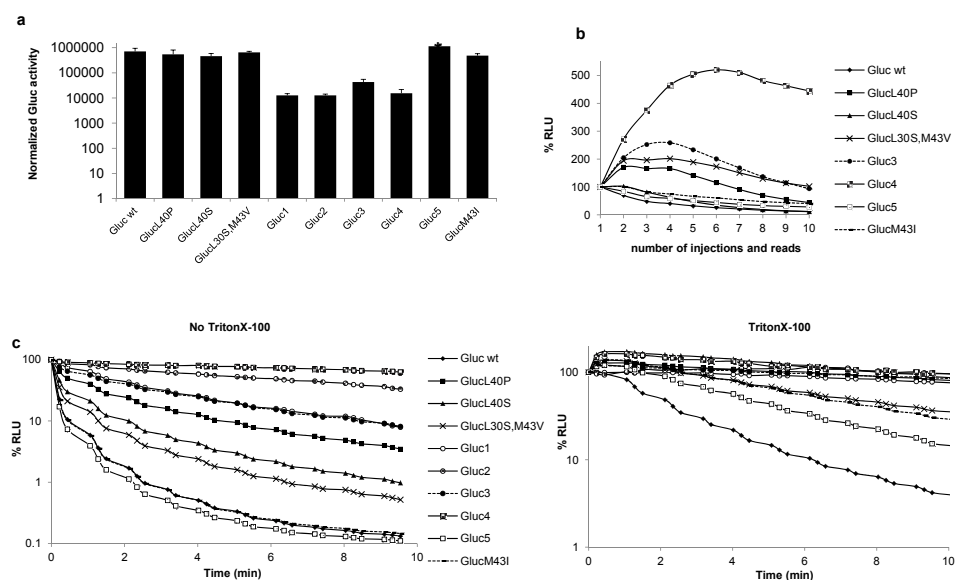 a
Normalized Gluc activity
1000000
100000
10000
1000
100
10
1
Gluc wt
GlucL40P
GlucL40S
GlucL30S,M43V
Gluc1
Gluc2
Gluc3
Gluc4
Gluc5
GlucM43I
b
% RLU
500
400
300
200
100
0
1 2 3 4 5 6 7 8 9 10
number of injections and reads
Gluc wt
GlucL40P
GlucL40S
GlucL30S,M43V
Gluc3
Gluc4
Gluc5
GlucM43I
c
No TritonX-100
% RLU
100
10
1
0.1
0 2 4 6 8 10
Time (min)
Gluc wt
GlucL40P
GlucL40S
GlucL30S,M43V
Gluc1
Gluc2
Gluc3
Gluc4
Gluc5
GlucM43I
TritonX-100
% RLU
100
10
1
0 2 4 6 8 10
Time (min)